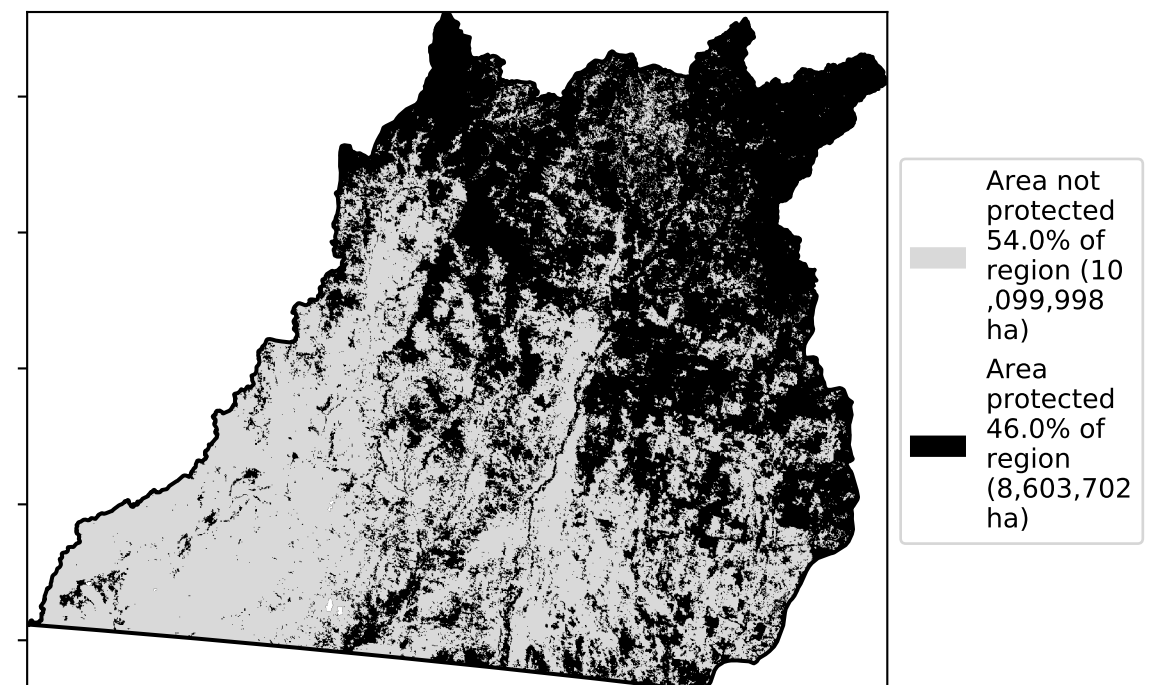 Area not
protected
54.0% of
region (10
,099,998
ha)
Area
protected
46.0% of
region
(8,603,702
ha)